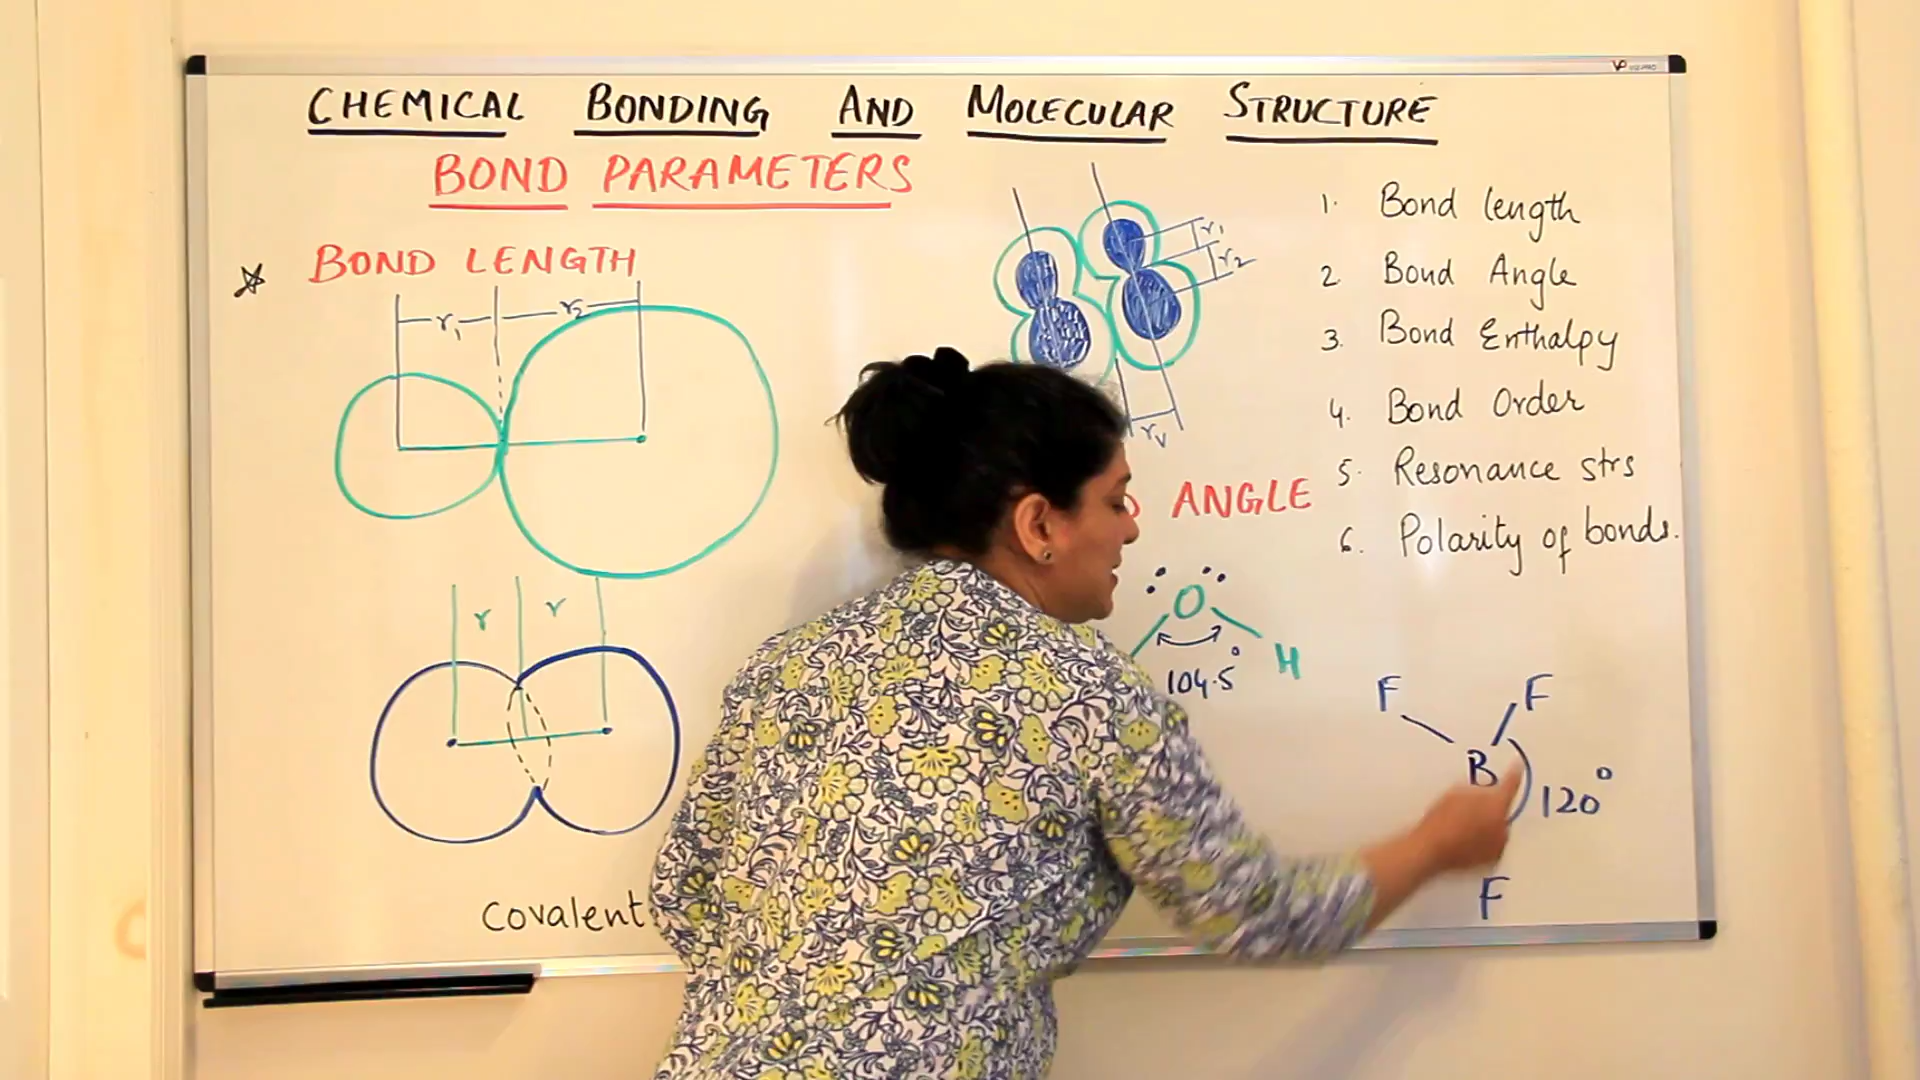 CHEMICAL BONDING AND MOLECULAR STRUCTURE
BOND PARAMETERS
BOND LENGTH
r₁
r₂
r
r
Covalent
r₁
r₂
rᵥ
ANGLE
O
H
104.5°
1. Bond length
2. Bond Angle
3. Bond Enthalpy
4. Bond Order
5. Resonance strs
6. Polarity of bonds.
F
F
B
120°
F